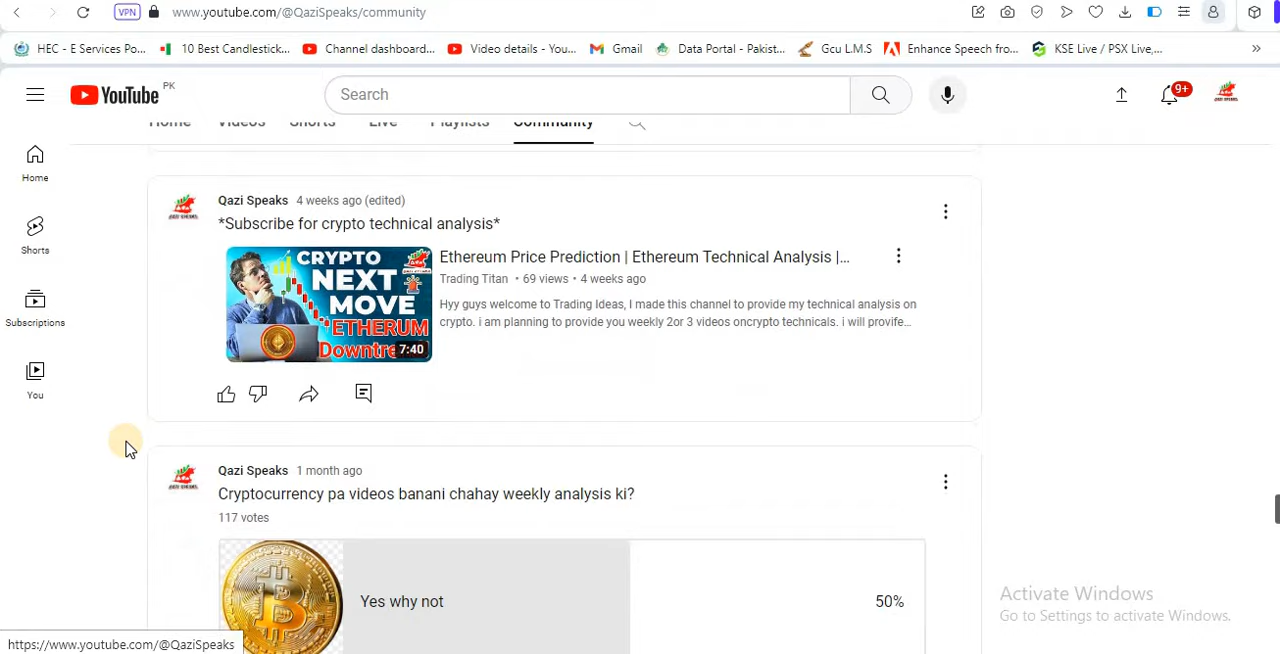 VPN www.youtube.com/@QaziSpeaks/community
HEC - E Services Po... 10 Best Candlestick... Channel dashboard... Video details - You... Gmail Data Portal - Pakist... Gcu L.M.S Enhance Speech fro... KSE Live / PSX Live,... »
YouTube PK Search 9+
Home Videos Shorts Live Playlists Community
Home
Shorts
Subscriptions
You
Qazi Speaks 4 weeks ago (edited)
*Subscribe for crypto technical analysis*
CRYPTO
NEXT
MOVE
ETHERUM
Downtre
7:40
Ethereum Price Prediction | Ethereum Technical Analysis |...
Trading Titan • 69 views • 4 weeks ago
Hyy guys welcome to Trading Ideas, I made this channel to provide my technical analysis on
crypto. i am planning to provide you weekly 2or 3 videos oncrypto technicals. i will provife...
Qazi Speaks 1 month ago
Cryptocurrency pa videos banani chahay weekly analysis ki?
117 votes
Yes why not 50%
Activate Windows
Go to Settings to activate Windows.
https://www.youtube.com/@QaziSpeaks